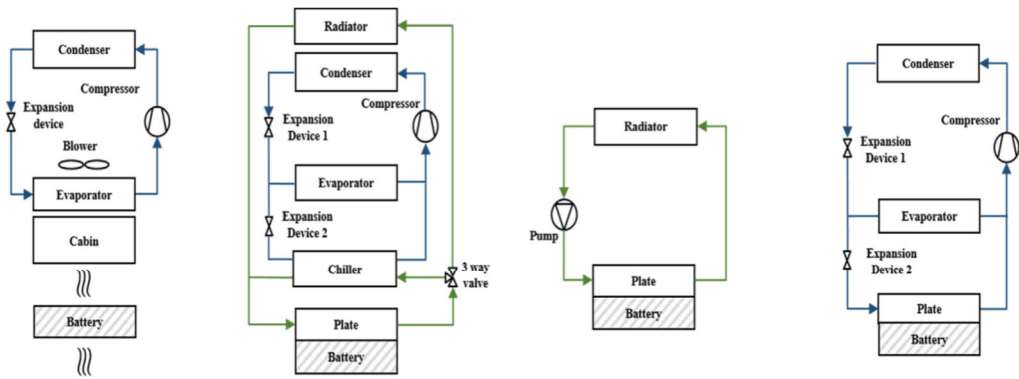 Condenser
Compressor
Expansion
device
Blower
Evaporator
Cabin
Battery
Radiator
Condenser
Compressor
Expansion
Device 1
Evaporator
Expansion
Device 2
Chiller
3 way
valve
Plate
Battery
Radiator
Pump
Plate
Battery
Condenser
Compressor
Expansion
Device 1
Evaporator
Expansion
Device 2
Plate
Battery